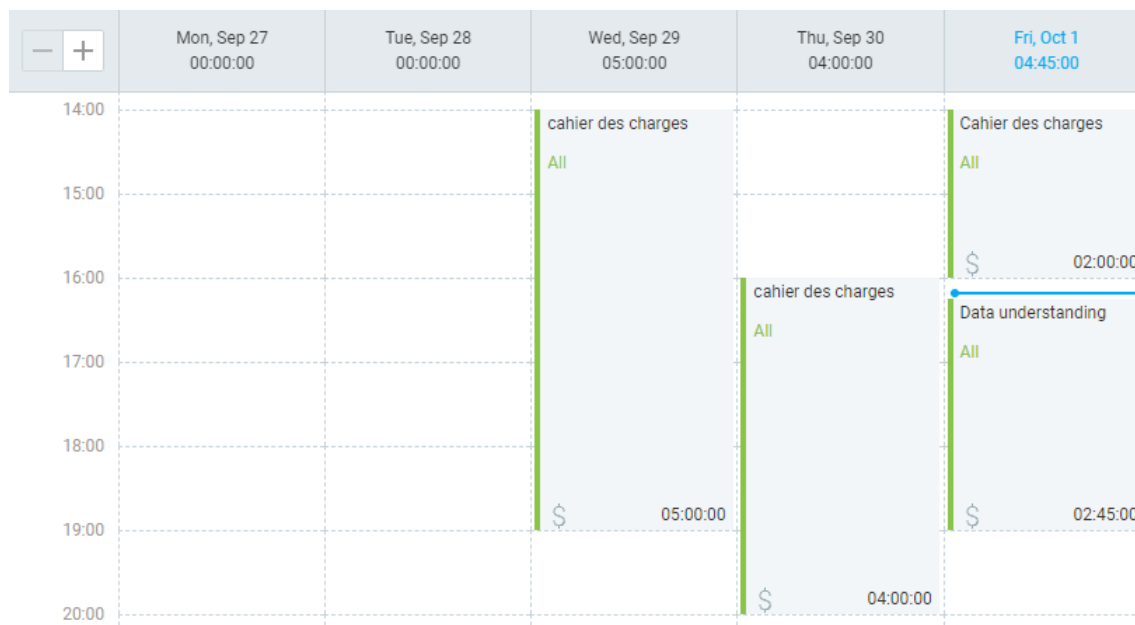 Mon, Sep 27 Tue, Sep 28 Wed, Sep 29 Thu, Sep 30 Fri, Oct 1
00:00:00 00:00:00 05:00:00 04:00:00 04:45:00
14:00
cahier des charges Cahier des charges
All All
15:00
02:00:00
16:00
cahier des charges
Data understanding
All
All
17:00
18:00
$ 05:00:00 $ 02:45:00
19:00
$ 04:00:00
20:00